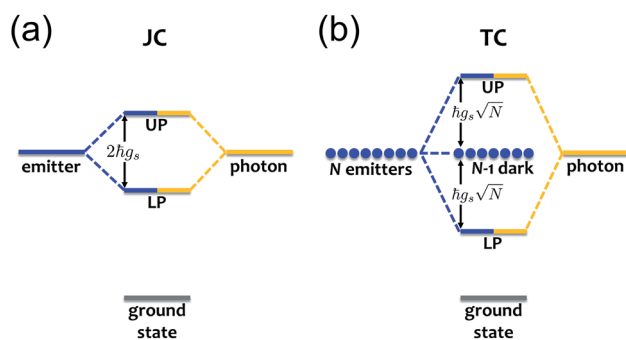 (a)
JC
UP
2ħg_s
emitter
photon
LP
ground
state
(b)
TC
UP
ħg_s√N
N emitters
N-1 dark
photon
ħg_s√N
LP
ground
state